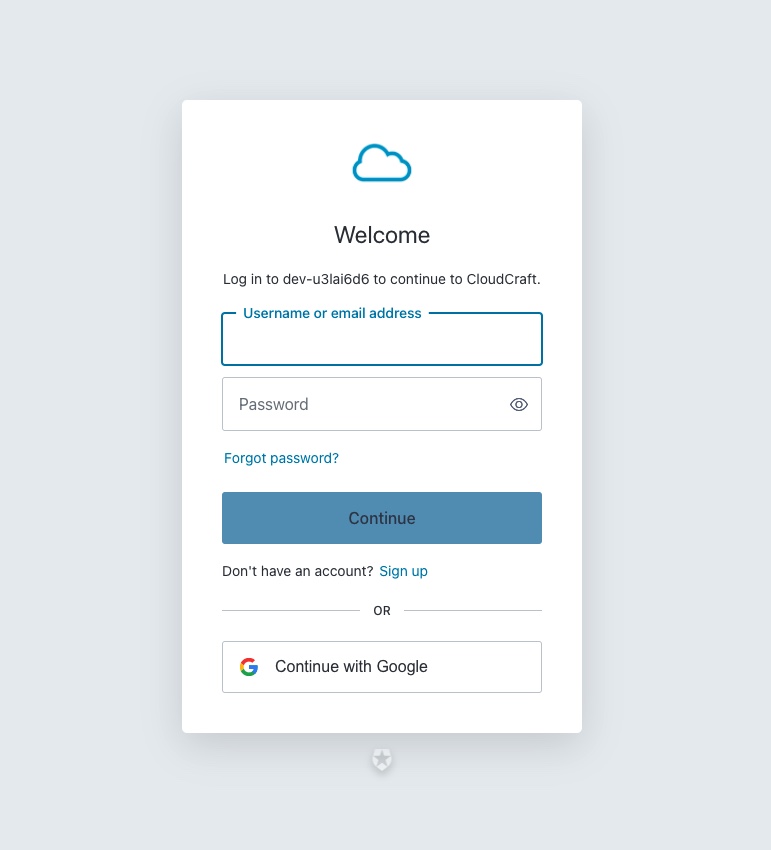 Welcome
Log in to dev-u3lai6d6 to continue to CloudCraft.
Username or email address
Password
Forgot password?
Continue
Don't have an account? Sign up
OR
Continue with Google